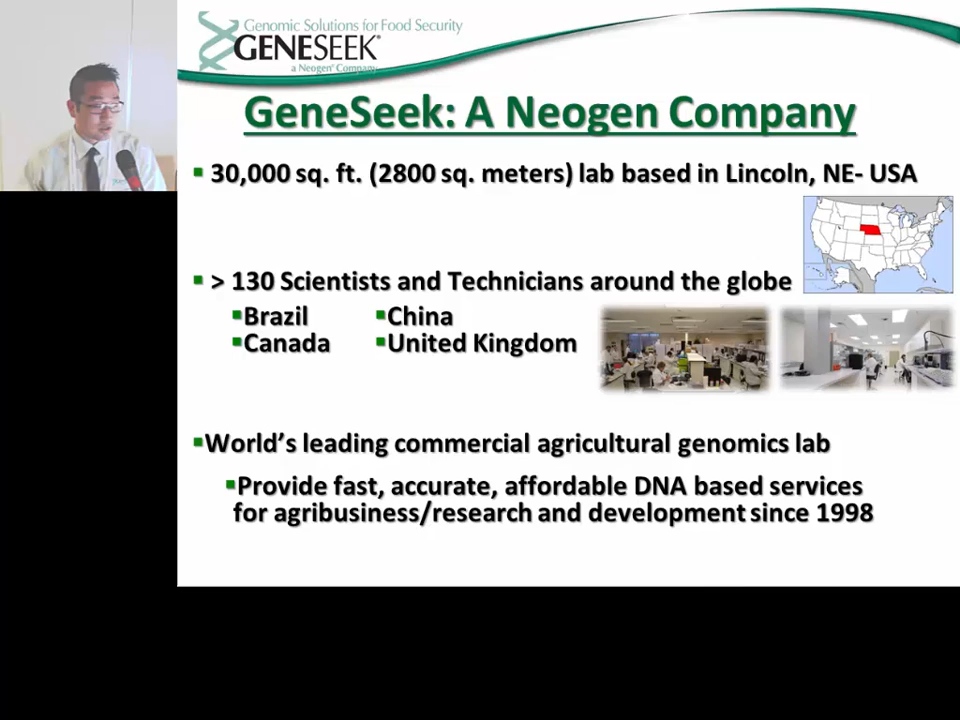 Genomic Solutions for Food Security
GENESEEK®
a Neogen® Company
GeneSeek: A Neogen Company
30,000 sq. ft. (2800 sq. meters) lab based in Lincoln, NE- USA
> 130 Scientists and Technicians around the globe
Brazil China
Canada United Kingdom
World's leading commercial agricultural genomics lab
Provide fast, accurate, affordable DNA based services
for agribusiness/research and development since 1998